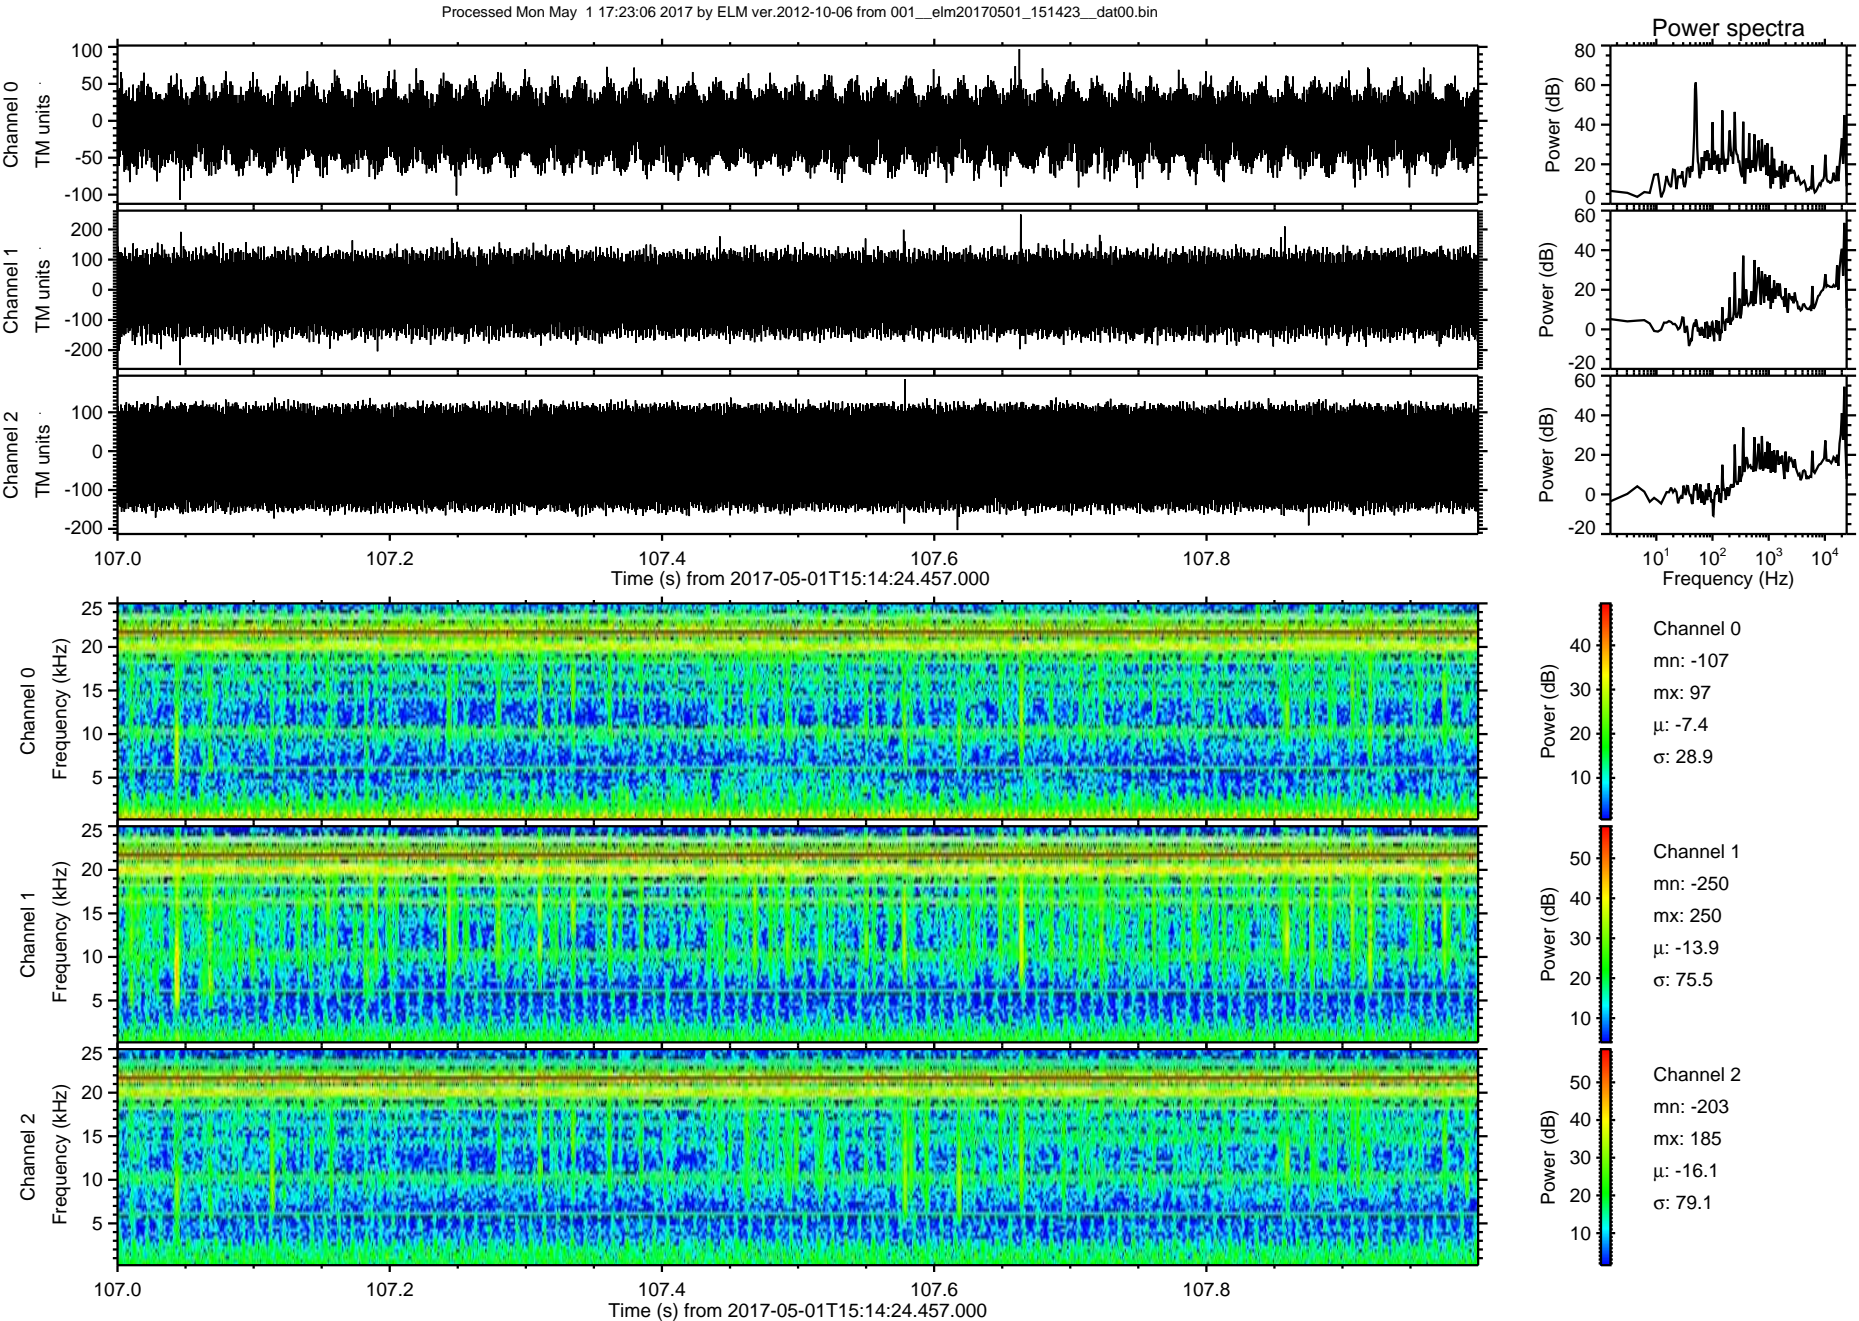 Processed Mon May  1 17:23:06 2017 by ELM ver.2012-10-06 from 001__elm20170501_151423__dat00.bin
Power spectra
Channel 0
TM units
100
50
0
-50
-100
Power (dB)
80
60
40
20
0
Channel 1
TM units
200
100
0
-100
-200
Power (dB)
60
40
20
0
-20
Channel 2
TM units
100
0
-100
-200
Power (dB)
60
40
20
0
-20
107.0
107.2
107.4
107.6
107.8
Time (s) from 2017-05-01T15:14:24.457.000
10^1
10^2
10^3
10^4
Frequency (Hz)
Channel 0
Frequency (kHz)
25
20
15
10
5
Power (dB)
40
30
20
10
Channel 0
mn: -107
mx: 97
μ: -7.4
σ: 28.9
Channel 1
Frequency (kHz)
25
20
15
10
5
Power (dB)
50
40
30
20
10
Channel 1
mn: -250
mx: 250
μ: -13.9
σ: 75.5
Channel 2
Frequency (kHz)
25
20
15
10
5
Power (dB)
50
40
30
20
10
Channel 2
mn: -203
mx: 185
μ: -16.1
σ: 79.1
107.0
107.2
107.4
107.6
107.8
Time (s) from 2017-05-01T15:14:24.457.000